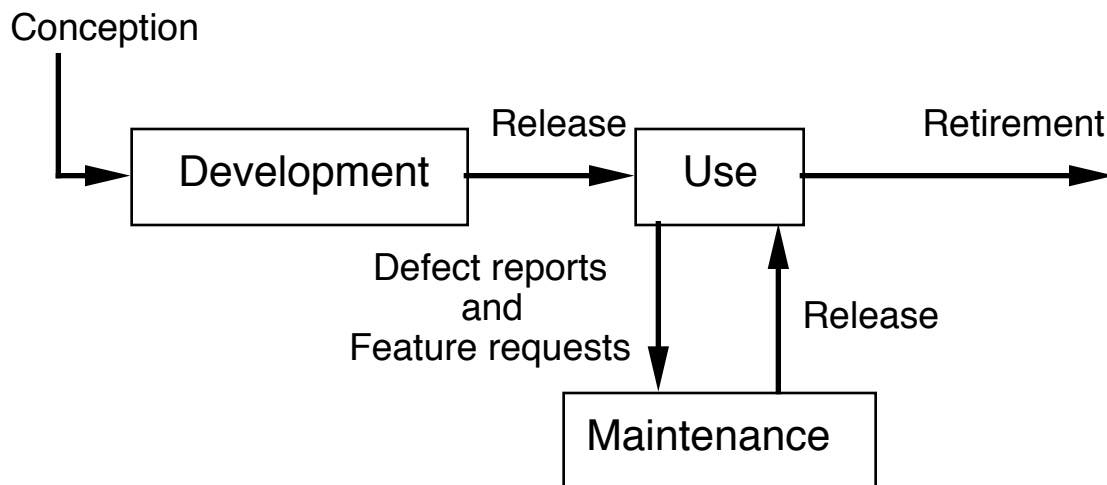 Conception
Release
Retirement
Development
Use
Defect reports
and
Feature requests
Release
Maintenance